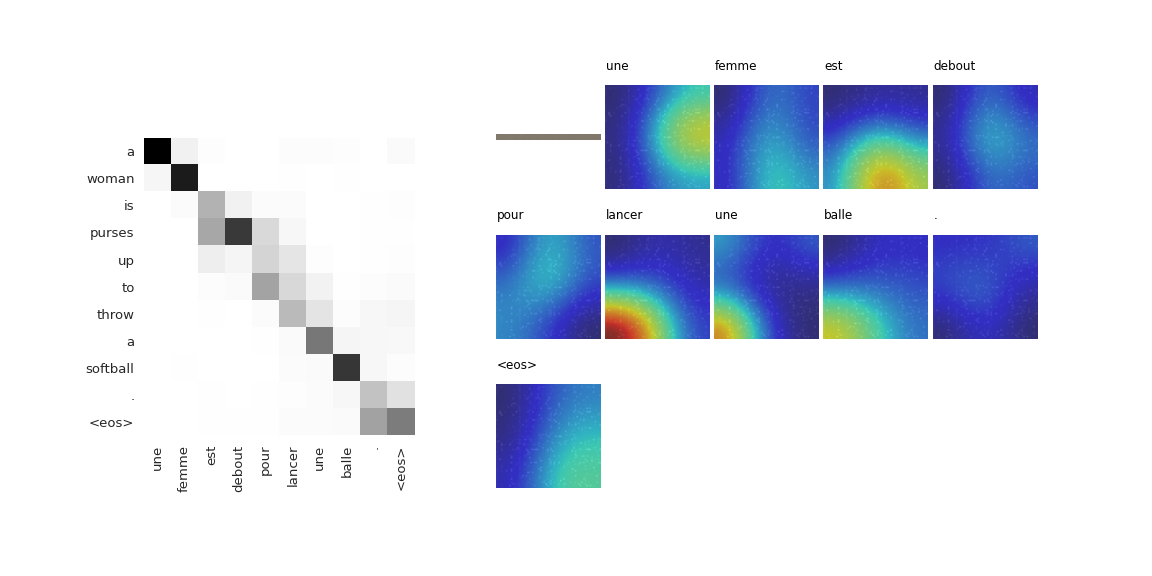 a
woman
is
purses
up
to
throw
a
softball
.
<eos>
une
femme
est
debout
pour
lancer
une
balle
.
<eos>
une femme est debout
pour lancer une balle .
<eos>